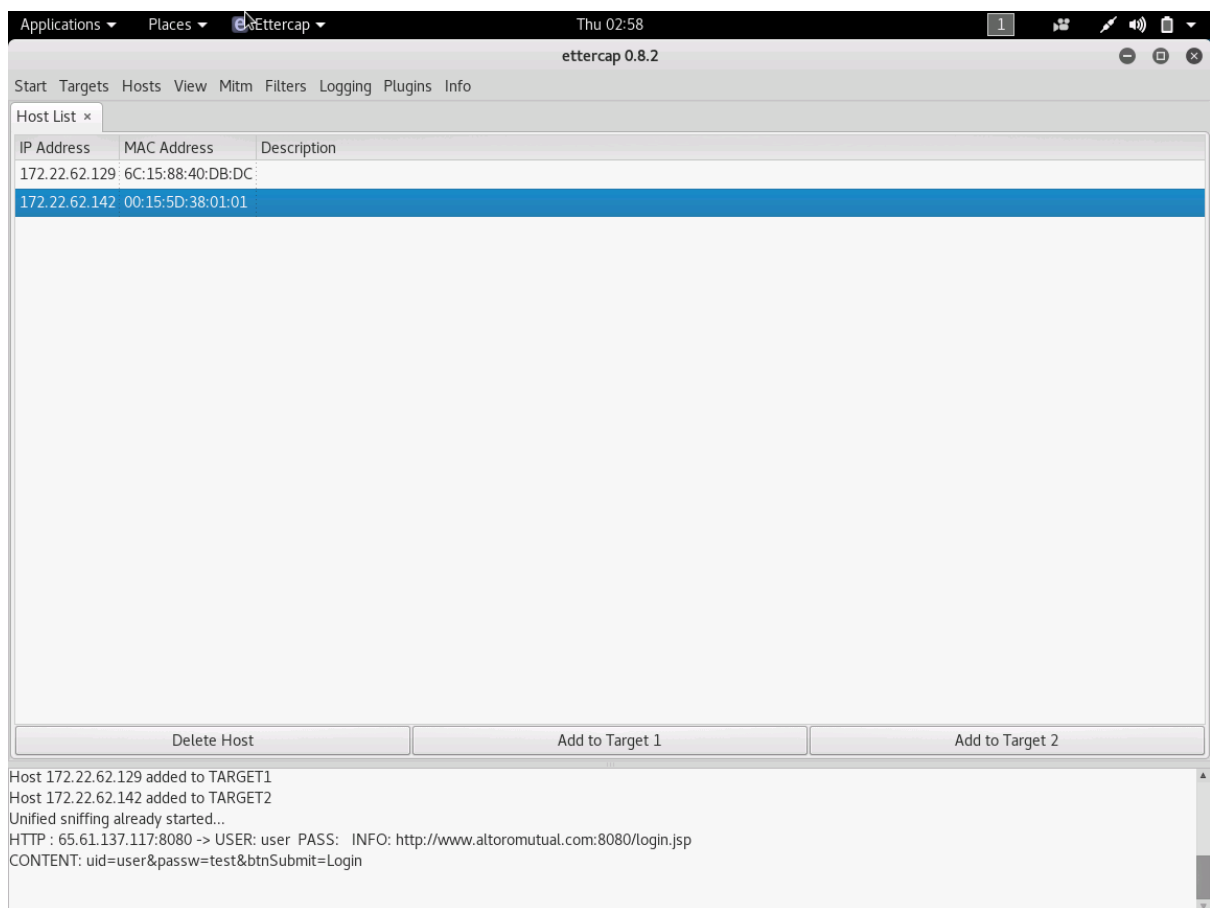 Applications Places Ettercap Thu 02:58 1
ettercap 0.8.2
Start Targets Hosts View Mitm Filters Logging Plugins Info
Host List ×
IP Address MAC Address Description
172.22.62.129 6C:15:88:40:DB:DC
172.22.62.142 00:15:5D:38:01:01
Delete Host Add to Target 1 Add to Target 2
Host 172.22.62.129 added to TARGET1
Host 172.22.62.142 added to TARGET2
Unified sniffing already started...
HTTP : 65.61.137.117:8080 -> USER: user PASS: INFO: http://www.altoromutual.com:8080/login.jsp
CONTENT: uid=user&passw=test&btnSubmit=Login